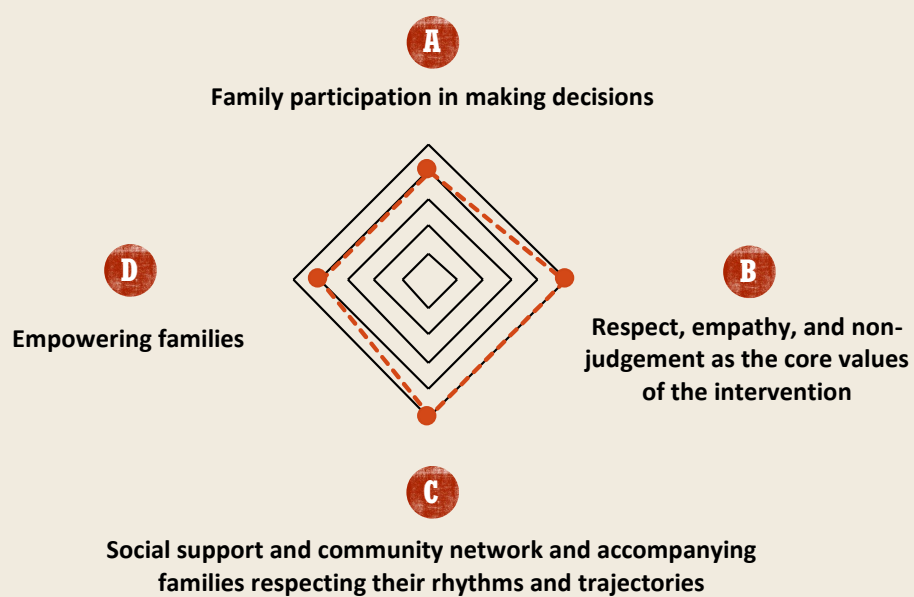 A
Family participation in making decisions
D
Empowering families
B
Respect, empathy, and non-
judgement as the core values
of the intervention
C
Social support and community network and accompanying
families respecting their rhythms and trajectories